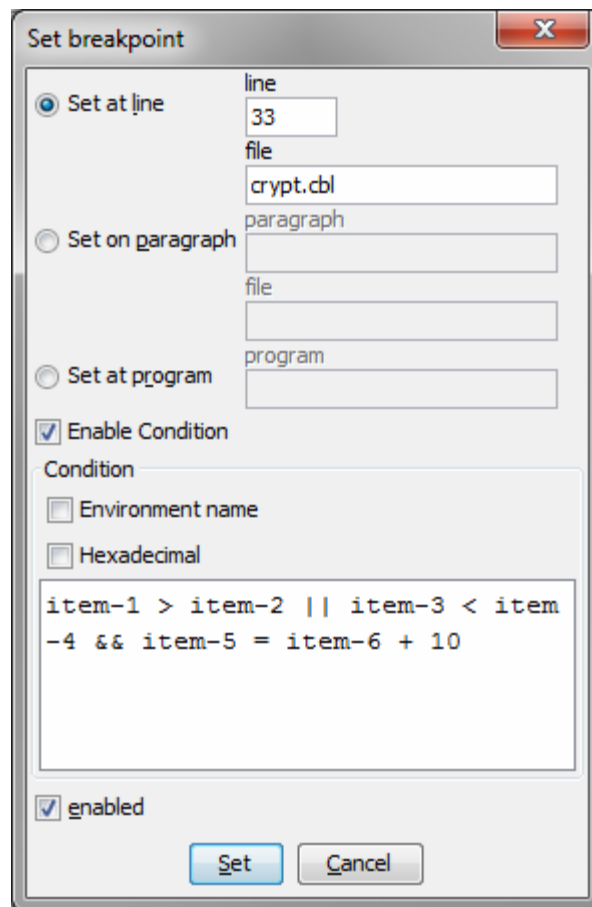 Set breakpoint
line
Set at line
33
file
crypt.cbl
paragraph
Set on paragraph
file
program
Set at program
Enable Condition
Condition
Environment name
Hexadecimal
item-1 > item-2 || item-3 < item
-4 && item-5 = item-6 + 10
enabled
Set Cancel